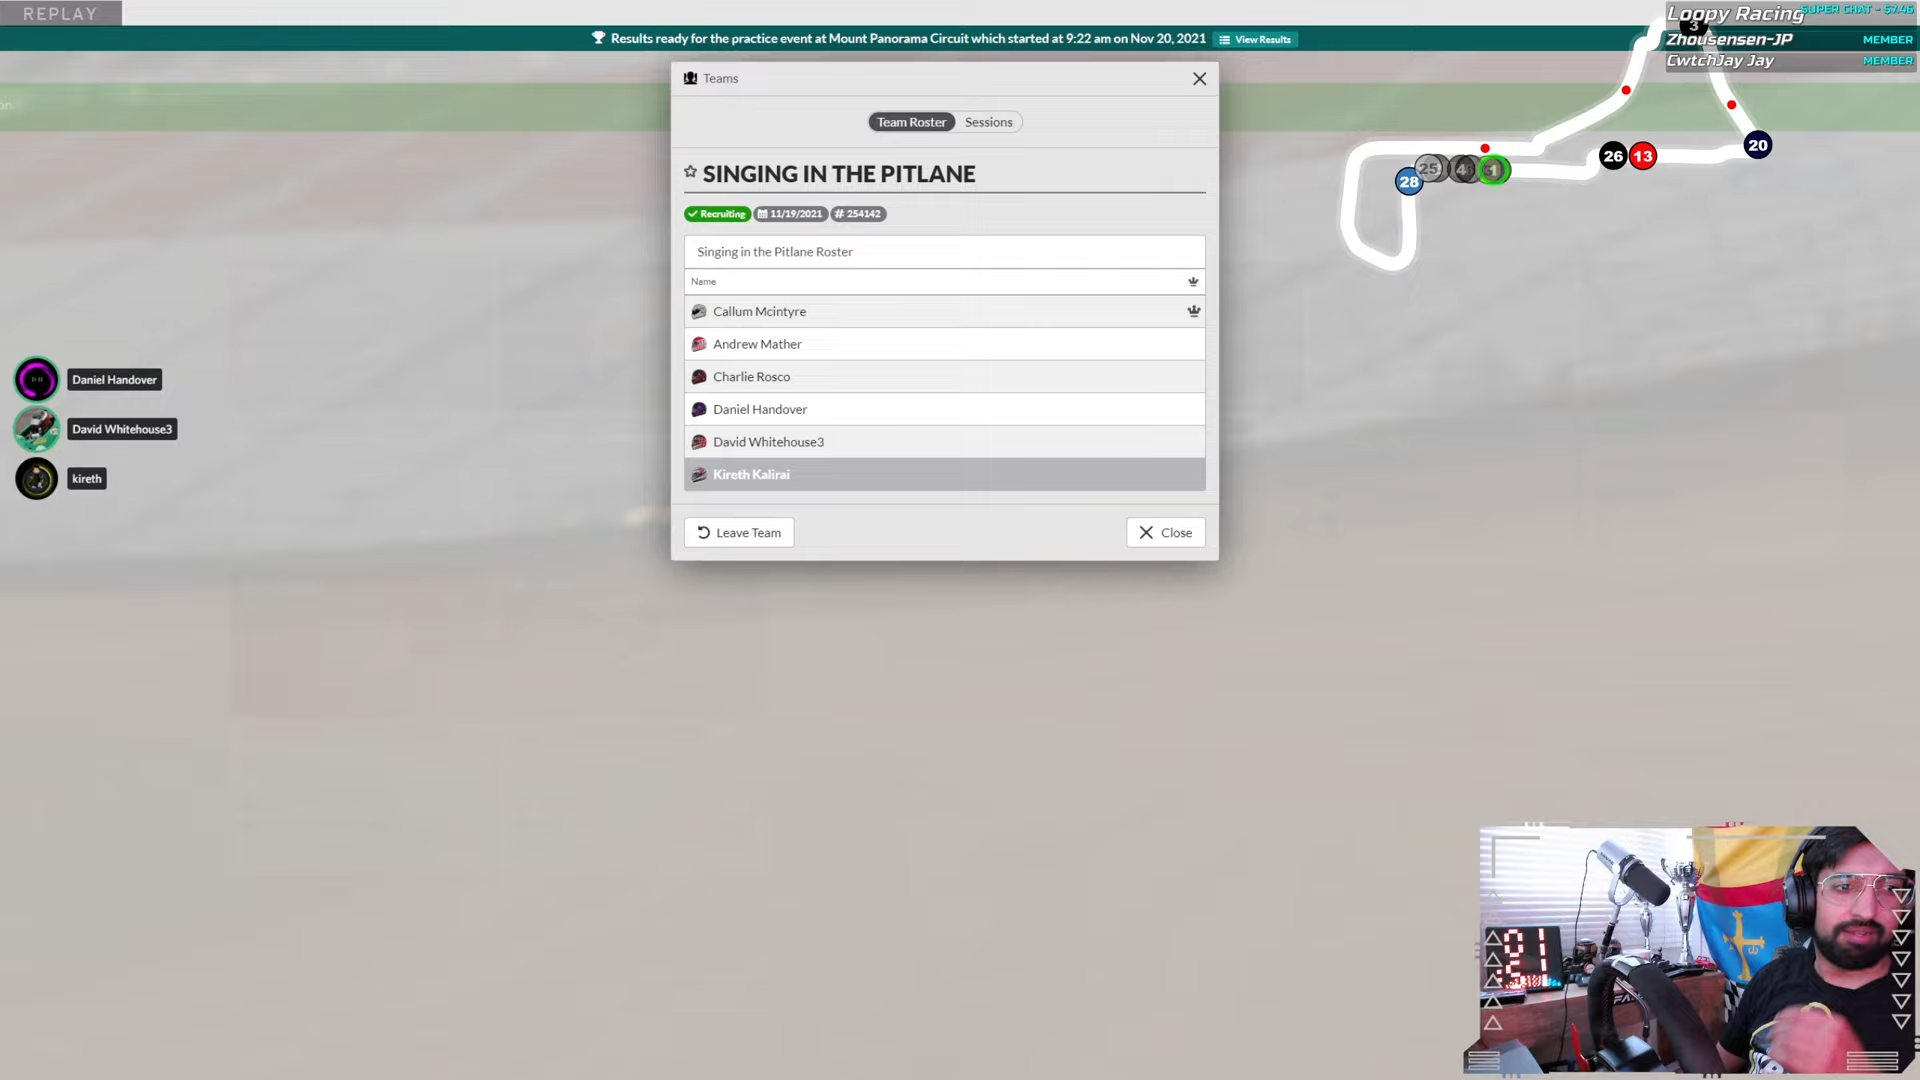 REPLAY
Results ready for the practice event at Mount Panorama Circuit which started at 9:22 am on Nov 20, 2021 View Results
Loopy Racing SUPER CHAT - $7.46
Zhousensen-JP MEMBER
CwtchJay Jay MEMBER
Teams
Team Roster Sessions
SINGING IN THE PITLANE
Recruiting 11/19/2021 # 254142
Singing in the Pitlane Roster
Name
Callum Mcintyre
Andrew Mather
Charlie Rosco
Daniel Handover
David Whitehouse3
Kireth Kalirai
Leave Team Close
Daniel Handover
David Whitehouse3
kireth
3
20
26 13
25
28